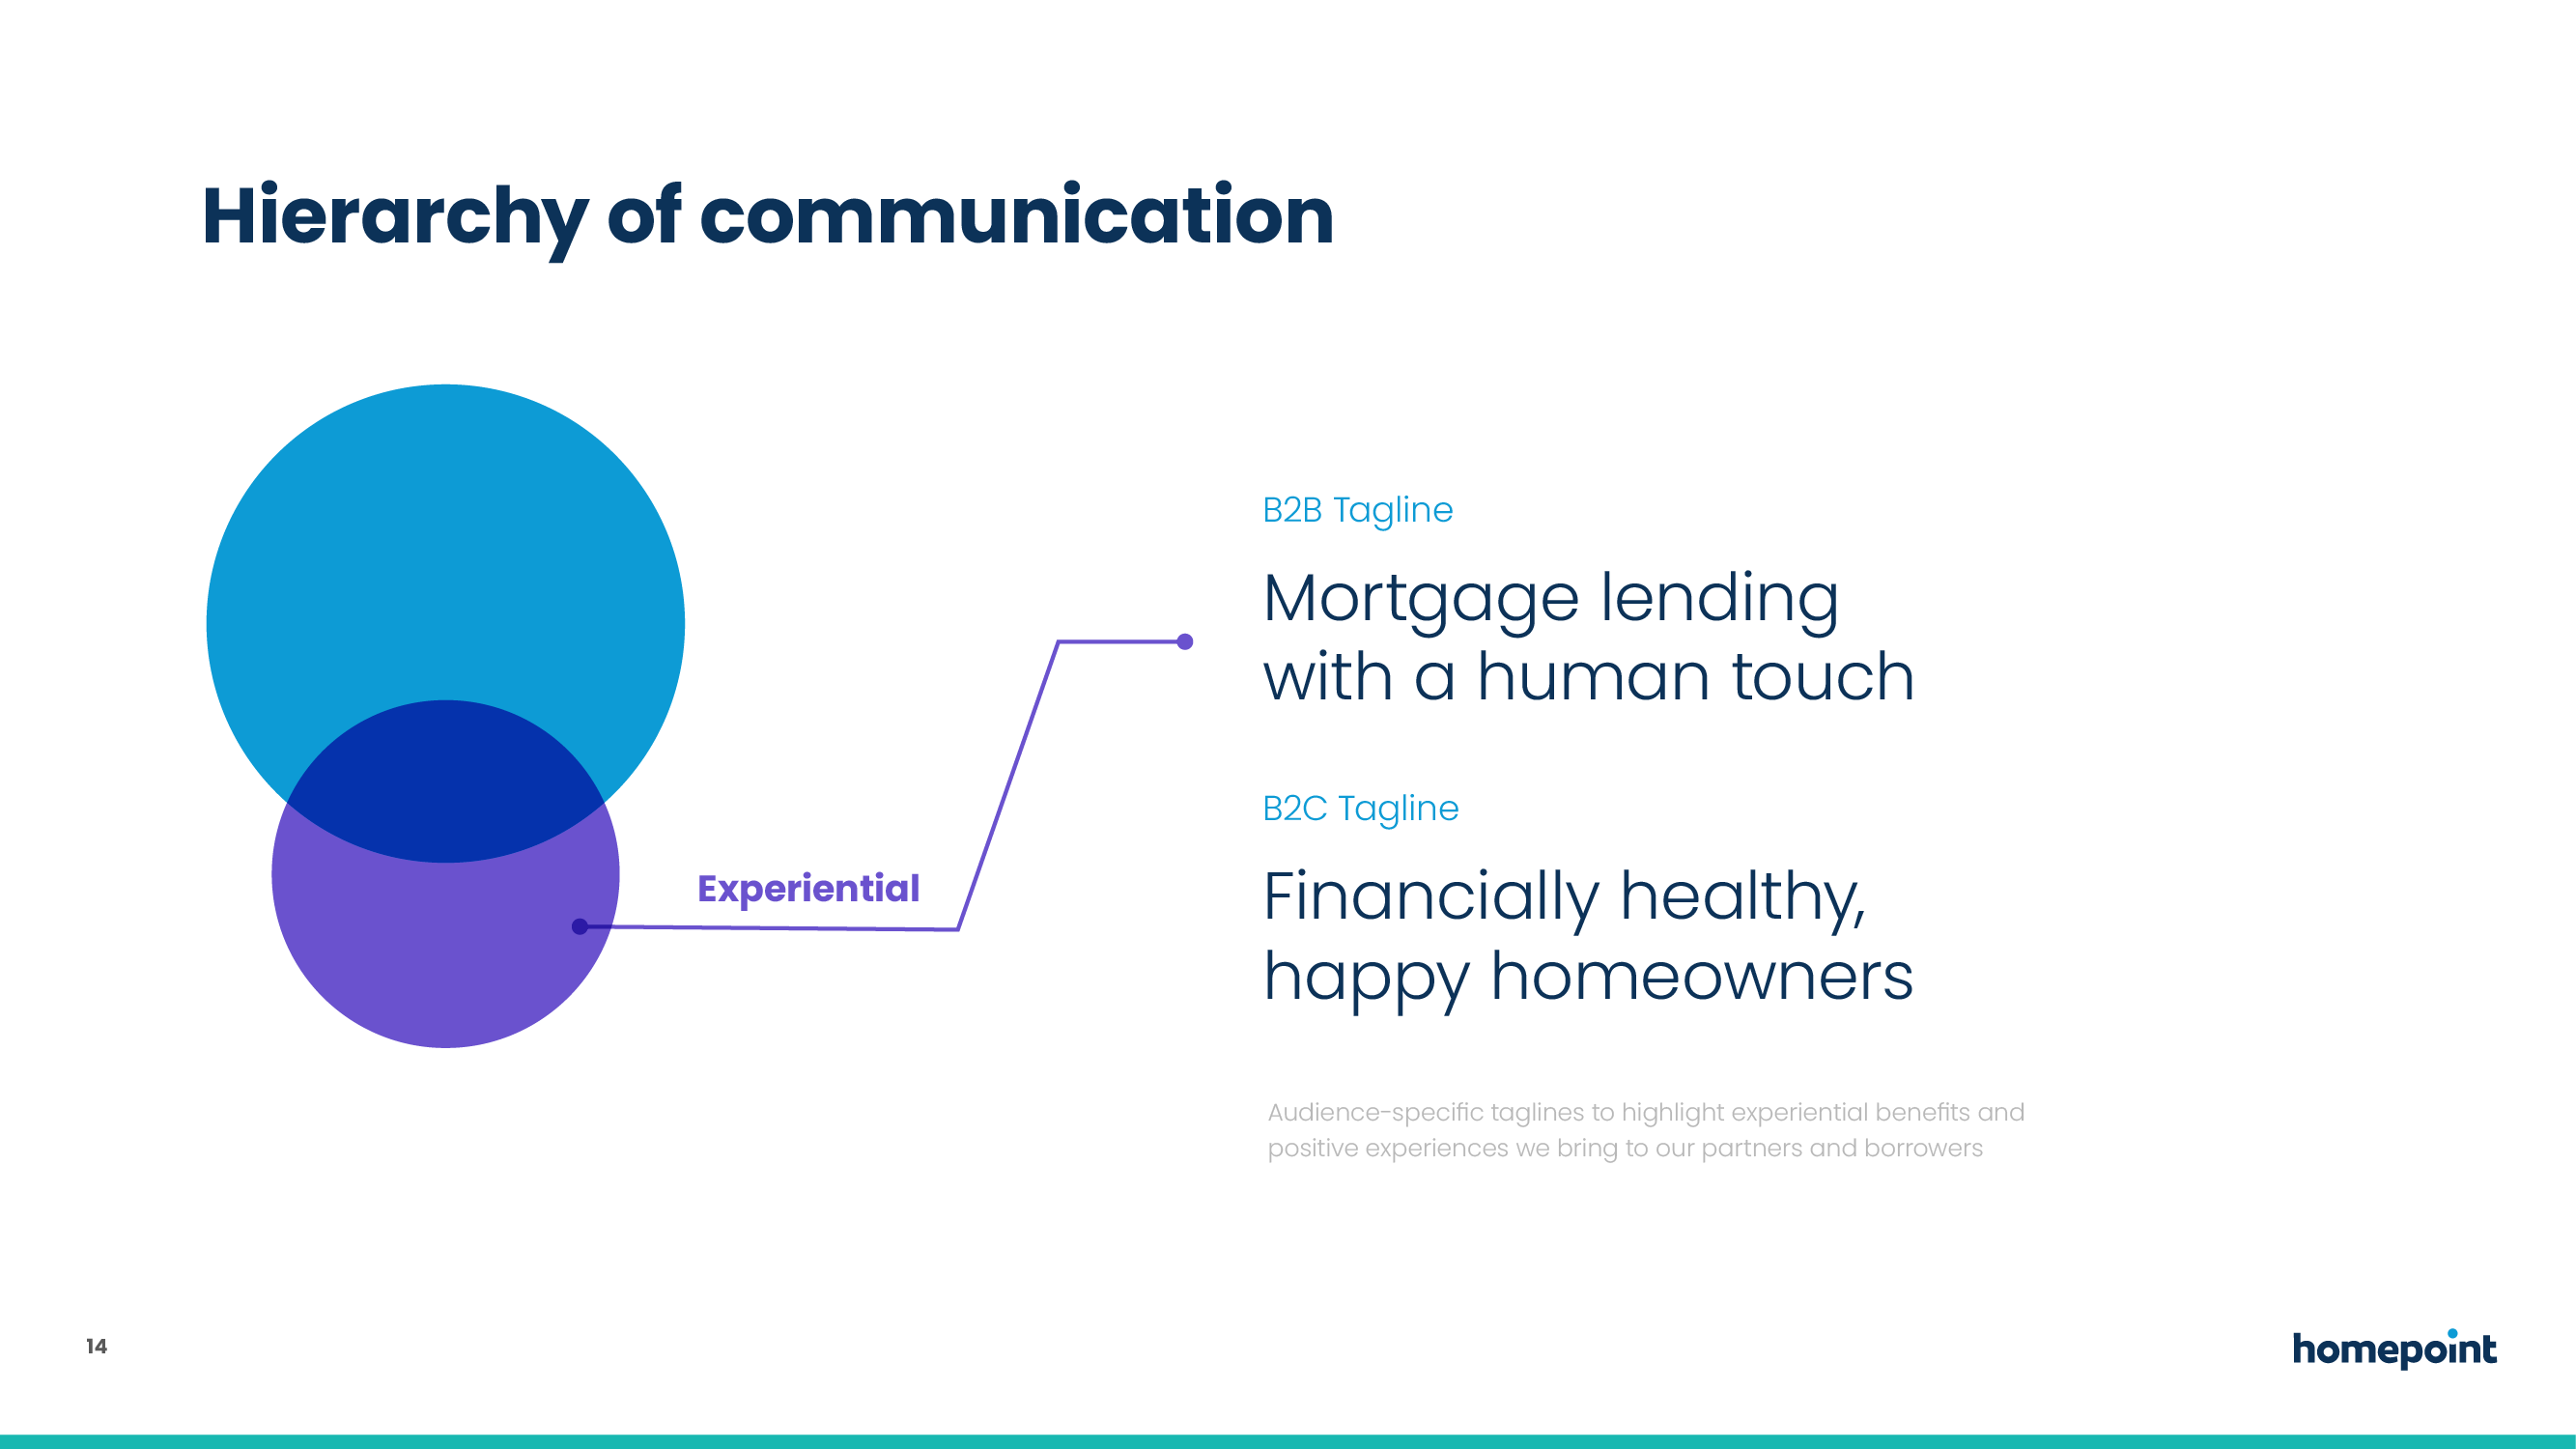 Hierarchy of communication
Experiential
B2B Tagline
Mortgage lending
with a human touch
B2C Tagline
Financially healthy,
happy homeowners
Audience-specific taglines to highlight experiential benefits and
positive experiences we bring to our partners and borrowers
14
homepoint